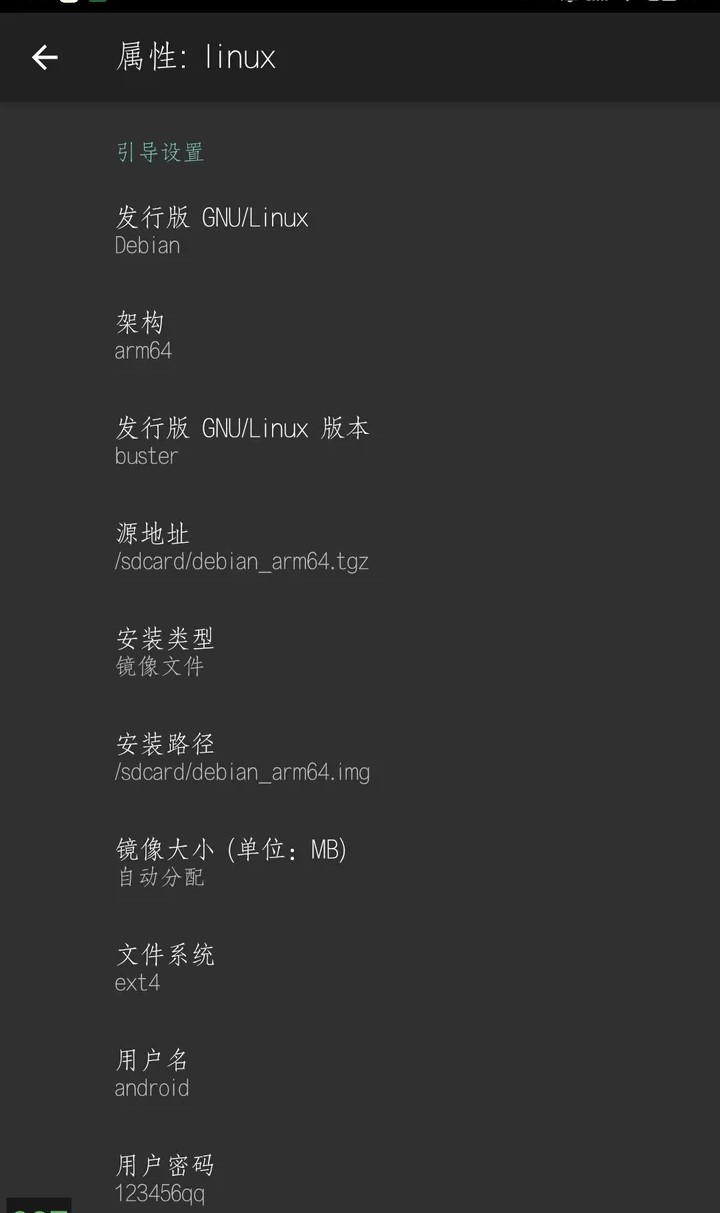 属性: linux
引导设置
发行版 GNU/Linux
Debian
架构
arm64
发行版 GNU/Linux 版本
buster
源地址
/sdcard/debian_arm64.tgz
安装类型
镜像文件
安装路径
/sdcard/debian_arm64.img
镜像大小 (单位：MB)
自动分配
文件系统
ext4
用户名
android
用户密码
123456qq